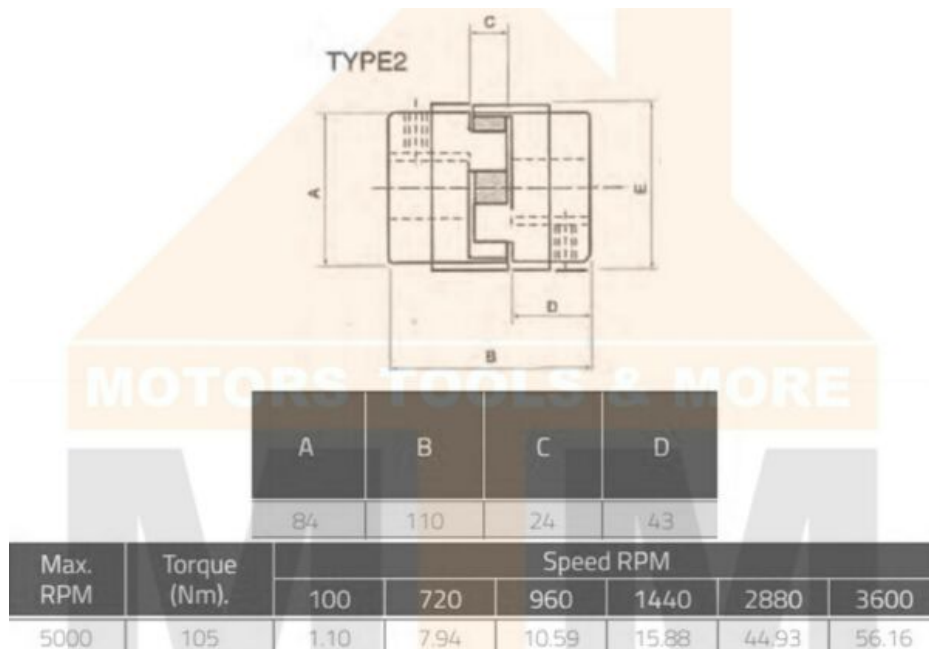 C
TYPE2
A
E
D
B
MOTORS TOOLS & MORE
A B C D
84 110 24 43
MTM
Max. RPM Torque (Nm). Speed RPM
100 720 960 1440 2880 3600
5000 105 1.10 7.94 10.59 15.88 44.93 56.16